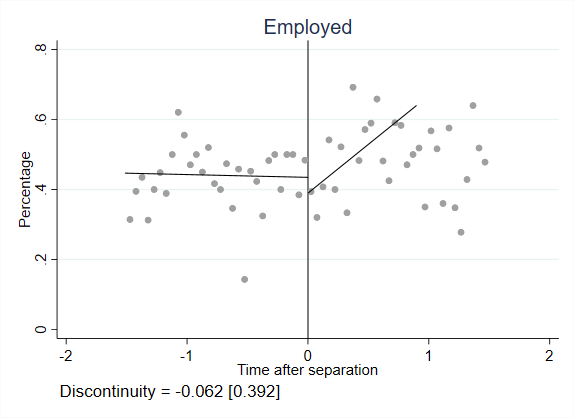 Employed
Percentage
.8
.6
.4
.2
0
-2
-1
0
1
2
Time after separation
Discontinuity = -0.062 [0.392]